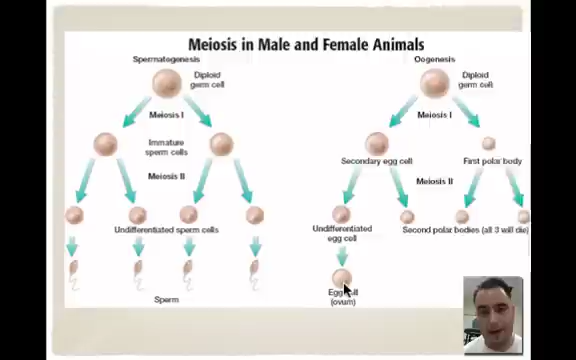 Meiosis in Male and Female Animals
Spermatogenesis
Diploid
germ cell
Meiosis I
Immature
sperm cells
Meiosis II
Undifferentiated sperm cells
Sperm
Oogenesis
Diploid
germ cell
Meiosis I
Secondary egg cell
First polar body
Meiosis II
Undifferentiated
egg cell
Second polar bodies (all 3 will die)
Egg
(ovum)